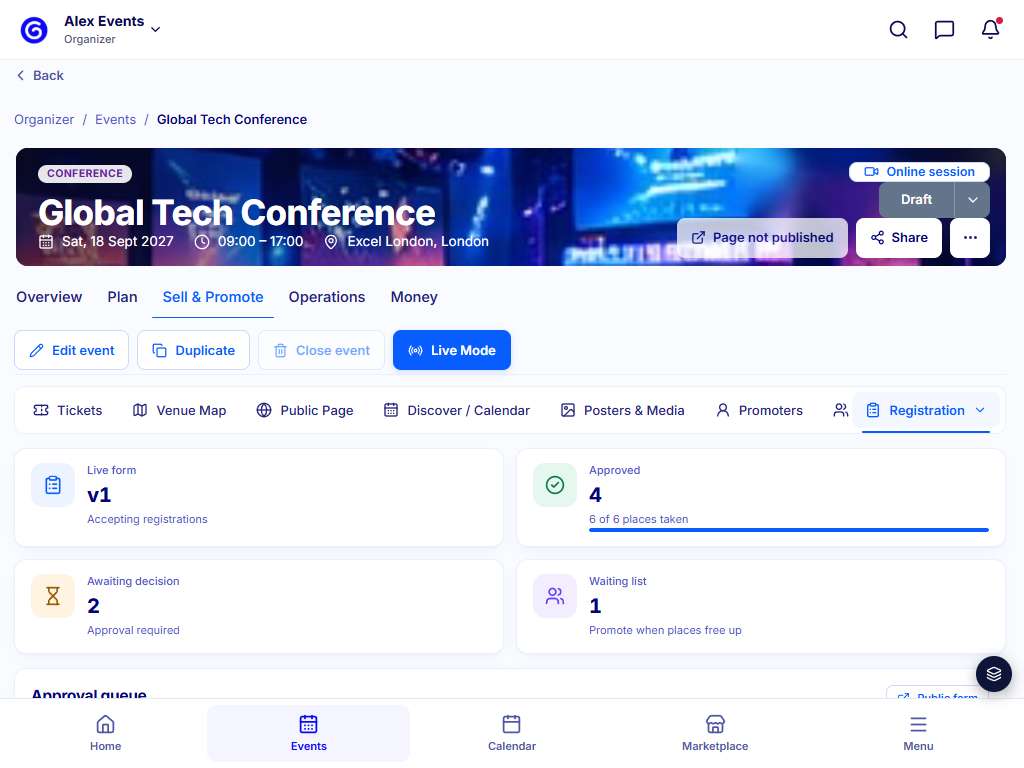 Alex Events
Organizer
Back
Organizer / Events / Global Tech Conference
CONFERENCE
Online session
Global Tech Conference
Draft
Sat, 18 Sept 2027
09:00 – 17:00
Excel London, London
Page not published
Share
Overview
Plan
Sell & Promote
Operations
Money
Edit event
Duplicate
Close event
Live Mode
Tickets
Venue Map
Public Page
Discover / Calendar
Posters & Media
Promoters
Registration
Live form
v1
Accepting registrations
Approved
4
6 of 6 places taken
Awaiting decision
2
Approval required
Waiting list
1
Promote when places free up
Approval queue
Public form
Home
Events
Calendar
Marketplace
Menu